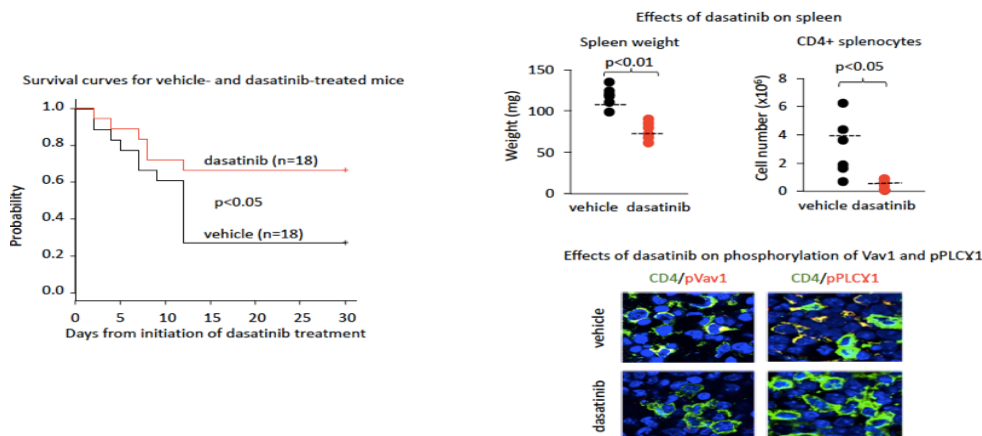 Survival curves for vehicle- and dasatinib-treated mice
1.0
0.8
0.6
0.4
0.2
0.0
Probability
dasatinib (n=18)
p<0.05
vehicle (n=18)
0 5 10 15 20 25 30
Days from initiation of dasatinib treatment
Effects of dasatinib on spleen
Spleen weight
p<0.01
150
100
50
0
Weight (mg)
vehicle dasatinib
CD4+ splenocytes
p<0.05
8
6
4
2
0
Cell number (x10⁶)
vehicle dasatinib
Effects of dasatinib on phosphorylation of Vav1 and pPLCɣ1
CD4/pVav1 CD4/pPLCɣ1
vehicle
dasatinib